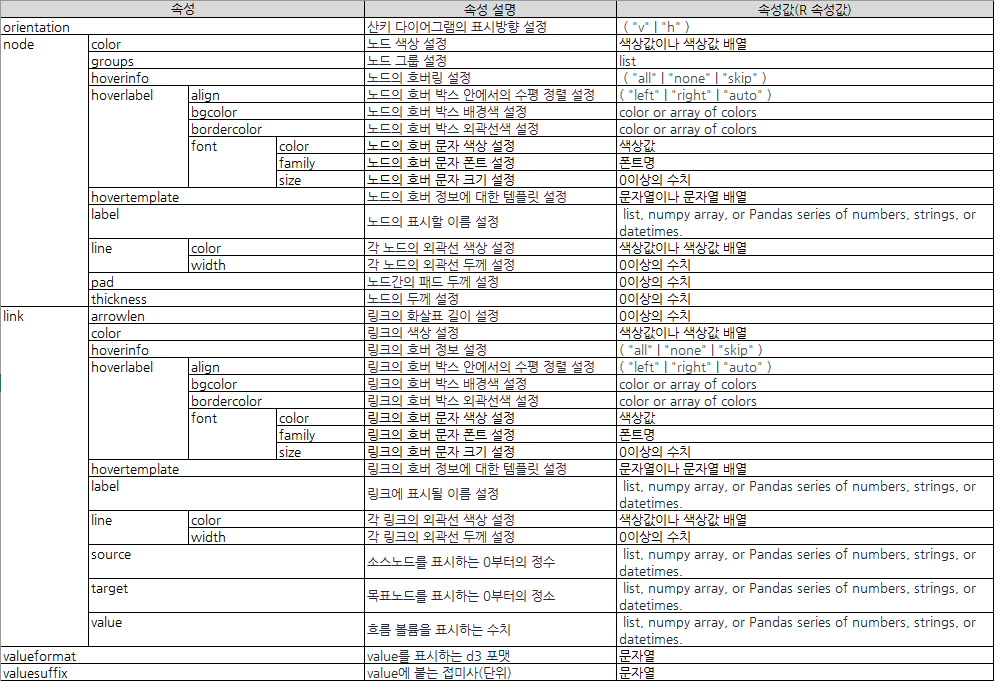 속성 속성 설명 속성값(R 속성값)
orientation 산키 다이어그램의 표시방향 설정 ( "v" | "h" )
node color 노드 색상 설정 색상값이나 색상값 배열
groups 노드 그룹 설정 list
hoverinfo 노드의 호버링 설정 ( "all" | "none" | "skip" )
hoverlabel align 노드의 호버 박스 안에서의 수평 정렬 설정 ( "left" | "right" | "auto" )
bgcolor 노드의 호버 박스 배경색 설정 color or array of colors
bordercolor 노드의 호버 박스 외곽선색 설정 color or array of colors
font color 노드의 호버 문자 색상 설정 색상값
family 노드의 호버 문자 폰트 설정 폰트명
size 노드의 호버 문자 크기 설정 0이상의 수치
hovertemplate 노드의 호버 정보에 대한 템플릿 설정 문자열이나 문자열 배열
label 노드의 표시할 이름 설정 list, numpy array, or Pandas series of numbers, strings, or
datetimes.
line color 각 노드의 외곽선 색상 설정 색상값이나 색상값 배열
width 각 노드의 외곽선 두께 설정 0이상의 수치
pad 노드간의 패드 두께 설정 0이상의 수치
thickness 노드의 두께 설정 0이상의 수치
link arrowlen 링크의 화살표 길이 설정 0이상의 수치
color 링크의 색상 설정 색상값이나 색상값 배열
hoverinfo 링크의 호버 정보 설정 ( "all" | "none" | "skip" )
hoverlabel align 링크의 호버 박스 안에서의 수평 정렬 설정 ( "left" | "right" | "auto" )
bgcolor 링크의 호버 박스 배경색 설정 color or array of colors
bordercolor 링크의 호버 박스 외곽선색 설정 color or array of colors
font color 링크의 호버 문자 색상 설정 색상값
family 링크의 호버 문자 폰트 설정 폰트명
size 링크의 호버 문자 크기 설정 0이상의 수치
hovertemplate 링크의 호버 정보에 대한 템플릿 설정 문자열이나 문자열 배열
label 링크에 표시될 이름 설정 list, numpy array, or Pandas series of numbers, strings, or
datetimes.
line color 각 링크의 외곽선 색상 설정 색상값이나 색상값 배열
width 각 링크의 외곽선 두께 설정 0이상의 수치
source 소스노드를 표시하는 0부터의 정수 list, numpy array, or Pandas series of numbers, strings, or
datetimes.
target 목표노드를 표시하는 0부터의 정소 list, numpy array, or Pandas series of numbers, strings, or
datetimes.
value 흐름 볼륨을 표시하는 수치 list, numpy array, or Pandas series of numbers, strings, or
datetimes.
valueformat value를 표시하는 d3 포맷 문자열
valuesuffix value에 붙는 접미사(단위) 문자열